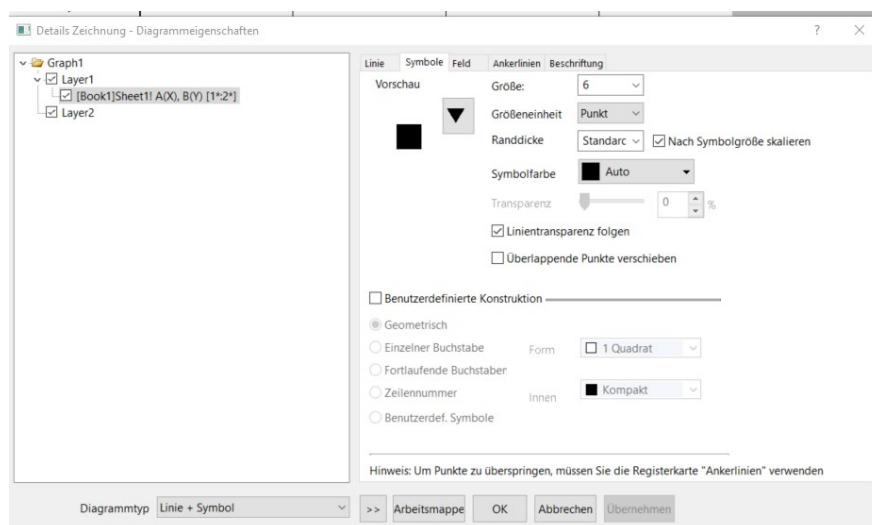 Details Zeichnung - Diagrammeigenschaften ?
Graph1
Layer1
[Book1]Sheet1! A(X), B(Y) [1*:2*]
Layer2
Linie Symbole Feld Ankerlinien Beschriftung
Vorschau
Größe: 6
Größeneinheit Punkt
Randdicke Standarc Nach Symbolgröße skalieren
Symbolfarbe Auto
Transparenz 0 %
Linientransparenz folgen
Überlappende Punkte verschieben
Benutzerdefinierte Konstruktion
Geometrisch
Einzelner Buchstabe Form 1 Quadrat
Fortlaufende Buchstaber
Zeilennummer Innen Kompakt
Benutzerdef. Symbole
Hinweis: Um Punkte zu überspringen, müssen Sie die Registerkarte "Ankerlinien" verwenden
Diagrammtyp Linie + Symbol >> Arbeitsmappe OK Abbrechen Übernehmen